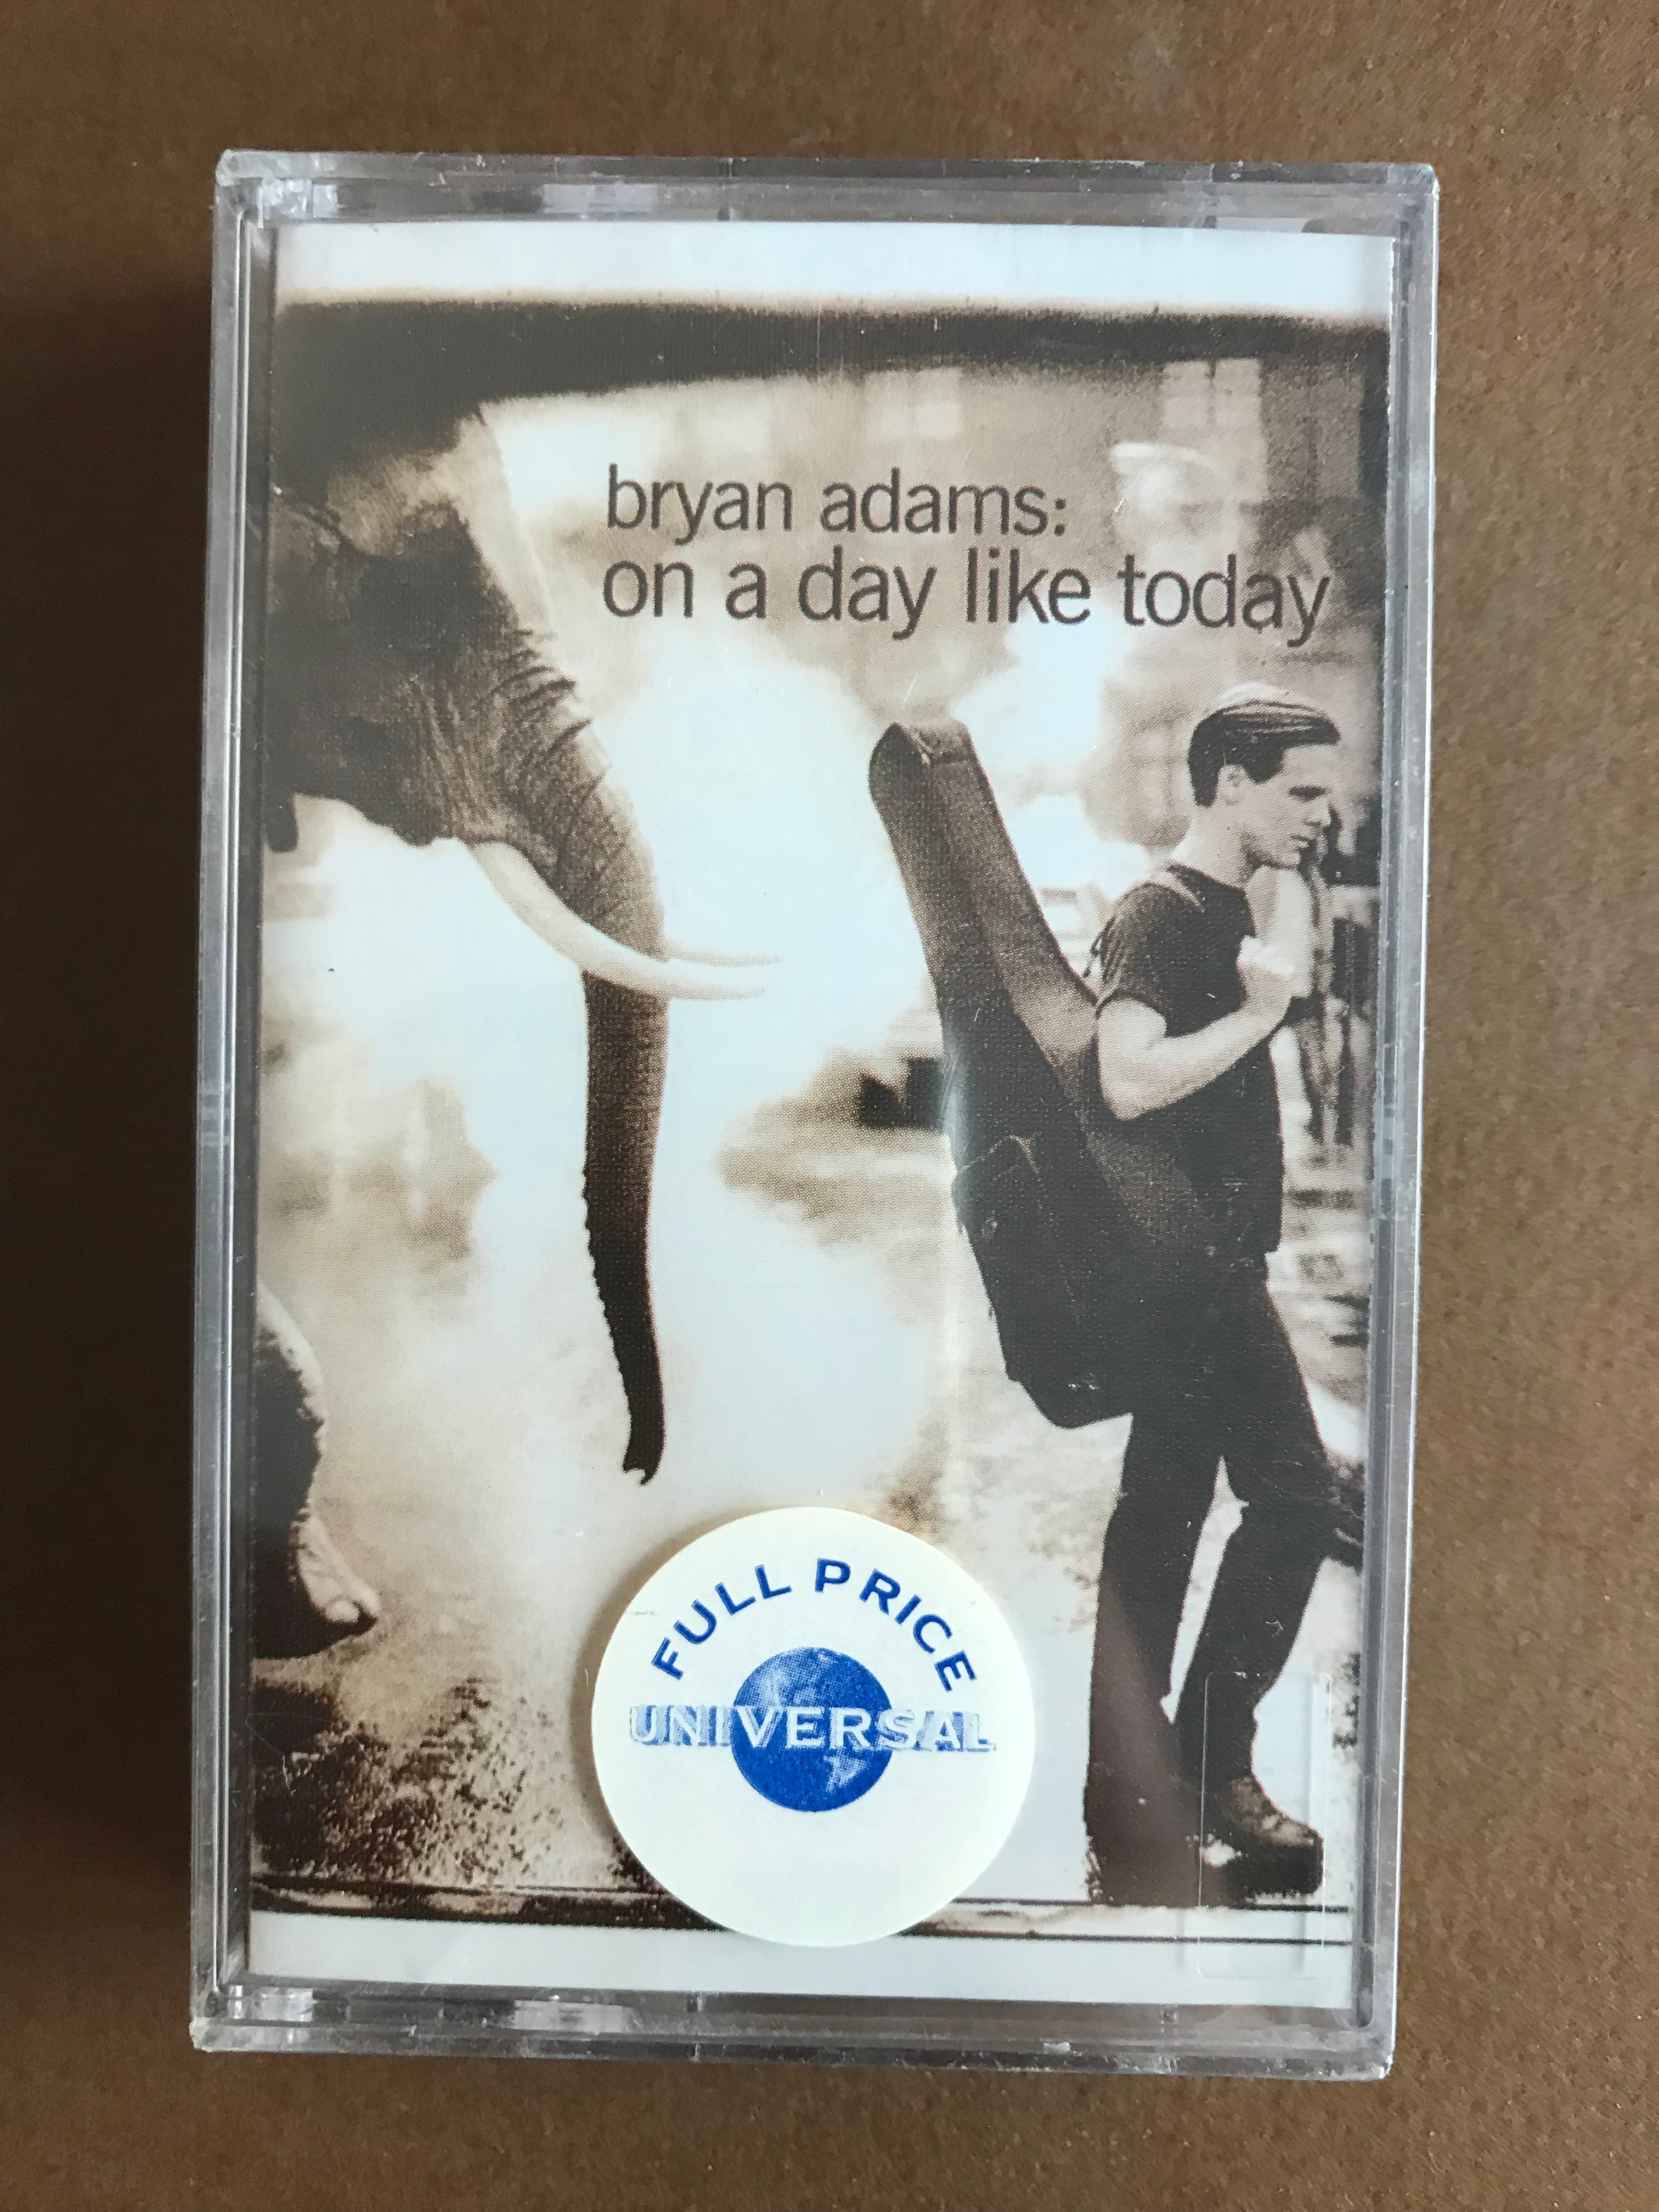 bryan adams:
on a day like today
FULL PRICE
UNIVERSAL